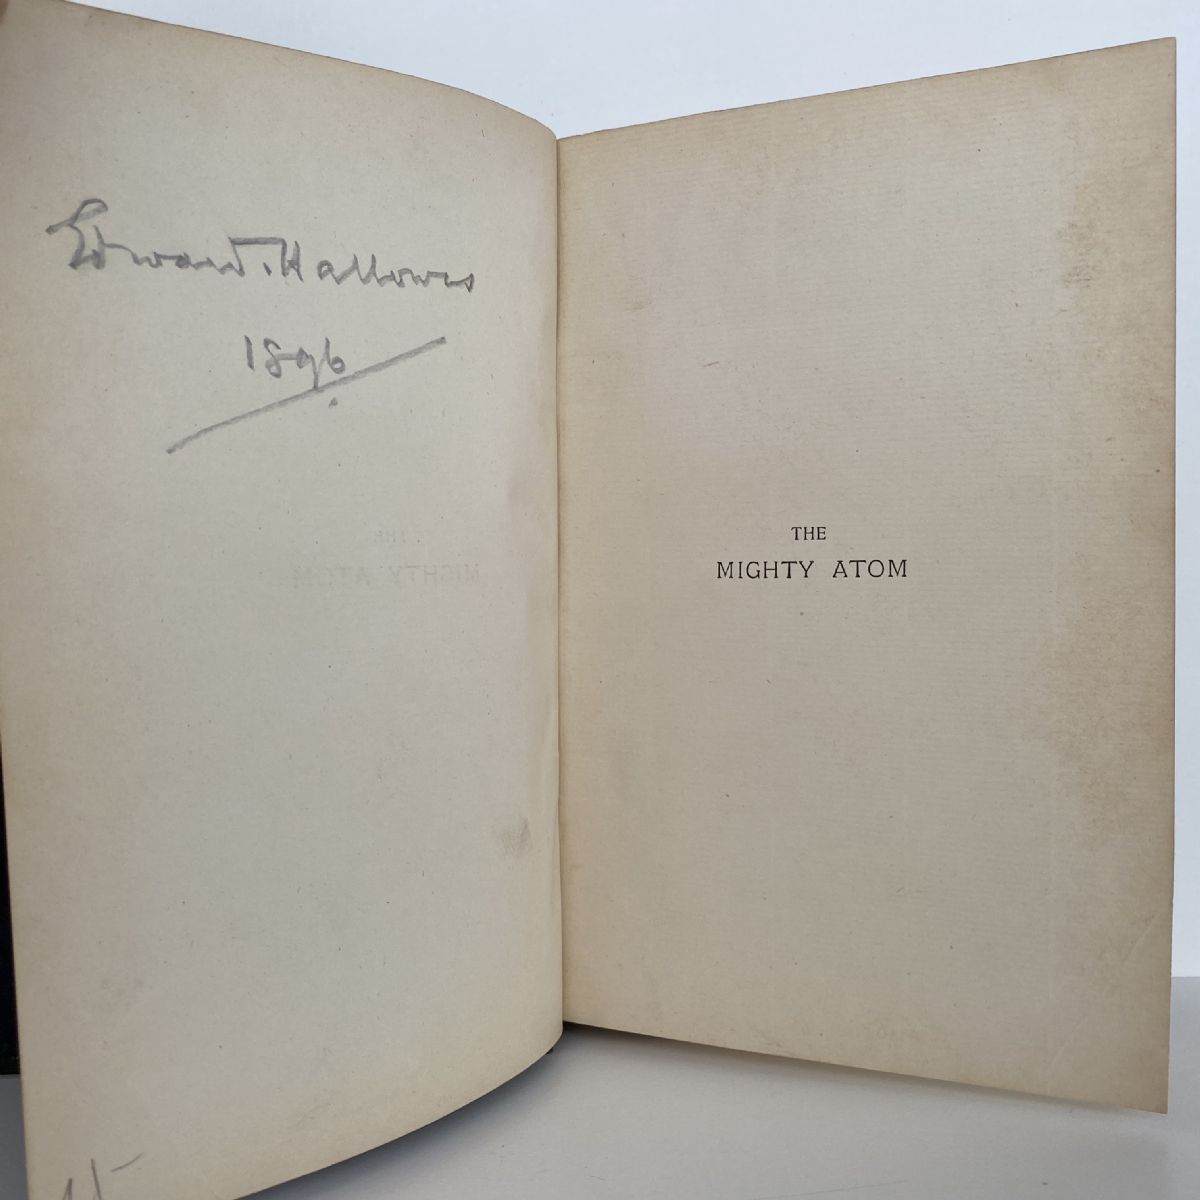 Edward Hallowes
1896
THE
MIGHTY ATOM